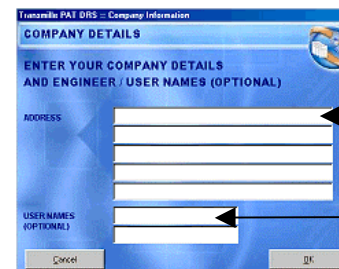 Transmille PAT DRS :: Company Information
COMPANY DETAILS
ENTER YOUR COMPANY DETAILS
AND ENGINEER / USER NAMES (OPTIONAL)
ADDRESS
USER NAMES
(OPTIONAL)
Cancel
OK